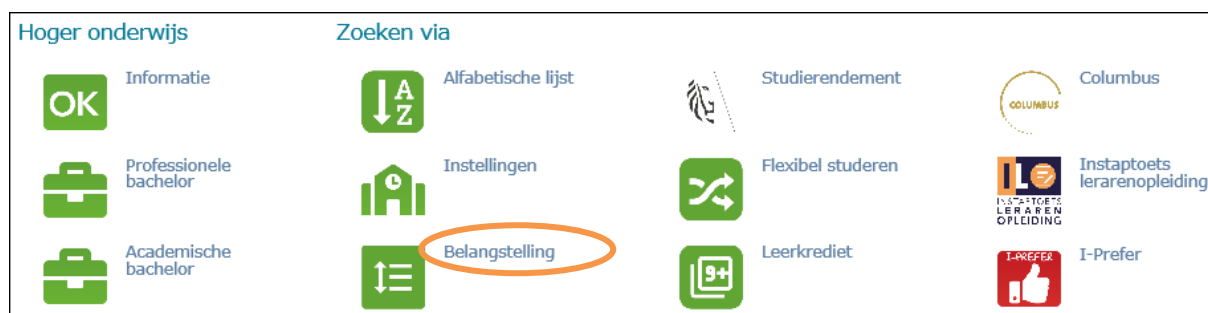 Hoger onderwijs
Zoeken via
OK
Informatie
A
Z
Alfabetische lijst
Studierendement
COLUMBUS
Columbus
Professionele
bachelor
Instellingen
Flexibel studeren
INSTAPTOETS
LERAREN
OPLEIDING
Instaptoets
lerarenopleiding
Academische
bachelor
Belangstelling
9+
Leerkrediet
I-PREFER
I-Prefer